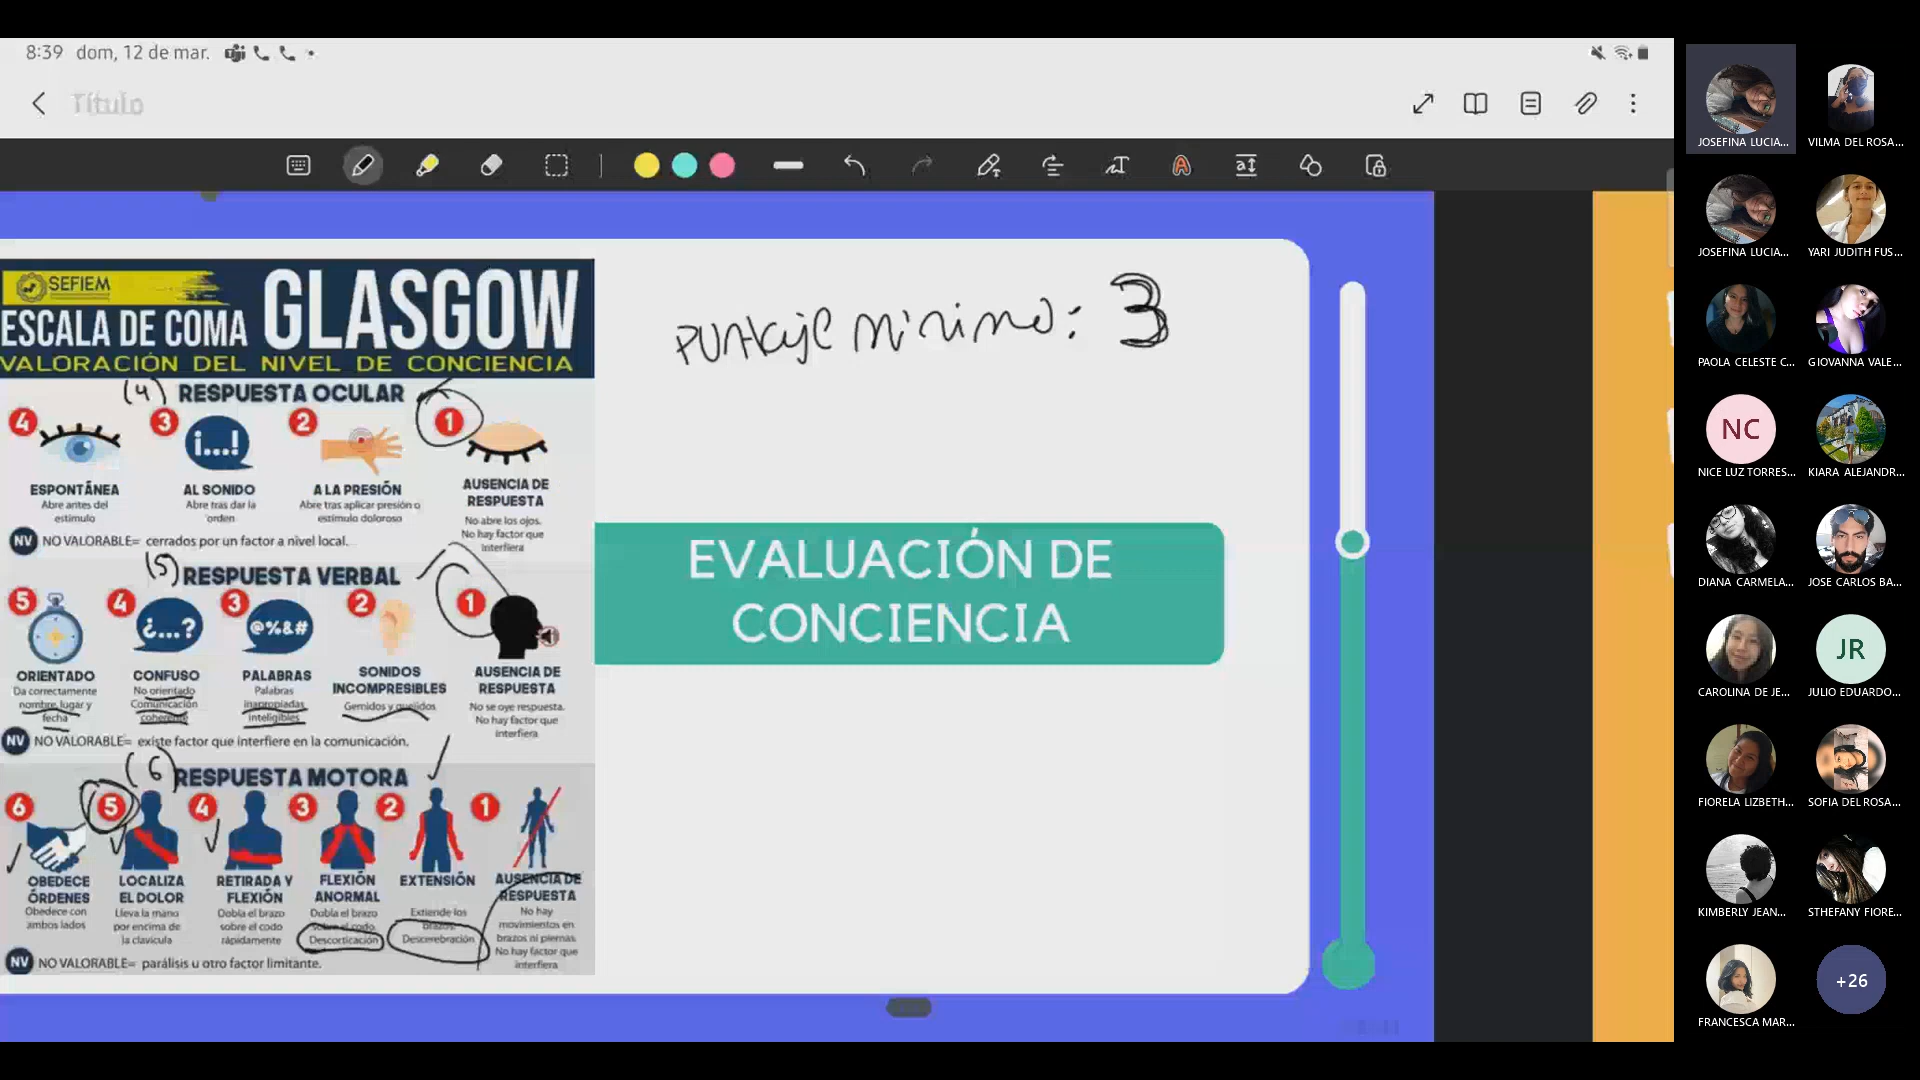 8:39 dom, 12 de mar.
Título
SEFIEM
ESCALA DE COMA GLASGOW
VALORACIÓN DEL NIVEL DE CONCIENCIA
(4) RESPUESTA OCULAR
4 3 2 1
¡...!
ESPONTÁNEA
Abre antes del
estímulo
AL SONIDO
Abre tras dar la
orden
A LA PRESIÓN
Abre tras aplicar presión o
estímulo doloroso
AUSENCIA DE
RESPUESTA
No abre los ojos.
No hay factor que
interfiera
NV NO VALORABLE= cerrados por un factor a nivel local.
(5) RESPUESTA VERBAL
5 4 3 2 1
¿...?
@%&#
ORIENTADO
Da correctamente
nombre, lugar y
fecha
CONFUSO
No orientado
Comunicación
coherente
PALABRAS
Palabras
inapropiadas
inteligibles
SONIDOS
INCOMPRESIBLES
Gemidos y quejidos
AUSENCIA DE
RESPUESTA
No se oye respuesta.
No hay factor que
interfiera
NV NO VALORABLE= existe factor que interfiere en la comunicación.
(6) RESPUESTA MOTORA
6 5 4 3 2 1
OBEDECE
ÓRDENES
Obedece con
ambos lados
LOCALIZA
EL DOLOR
Lleva la mano
por encima de
la clavícula
RETIRADA Y
FLEXIÓN
Dobla el brazo
sobre el codo
rápidamente
FLEXIÓN
ANORMAL
Dobla el brazo
sobre el codo.
Descorticación
EXTENSIÓN
Extiende los
brazos.
Descerebración
AUSENCIA DE
RESPUESTA
No hay
movimientos en
brazos ni piernas.
No hay factor que
interfiera
NV NO VALORABLE= parálisis u otro factor limitante.
Puntaje minimo: 3
EVALUACIÓN DE
CONCIENCIA
JOSEFINA LUCIA...
VILMA DEL ROSA...
JOSEFINA LUCIA...
YARI JUDITH FUS...
PAOLA CELESTE C...
GIOVANNA VALE...
NC
NICE LUZ TORRES...
KIARA ALEJANDR...
DIANA CARMELA...
JOSE CARLOS BA...
CAROLINA DE JE...
JR
JULIO EDUARDO...
FIORELA LIZBETH...
SOFIA DEL ROSA...
KIMBERLY JEAN...
STHEFANY FIORE...
FRANCESCA MAR...
+26